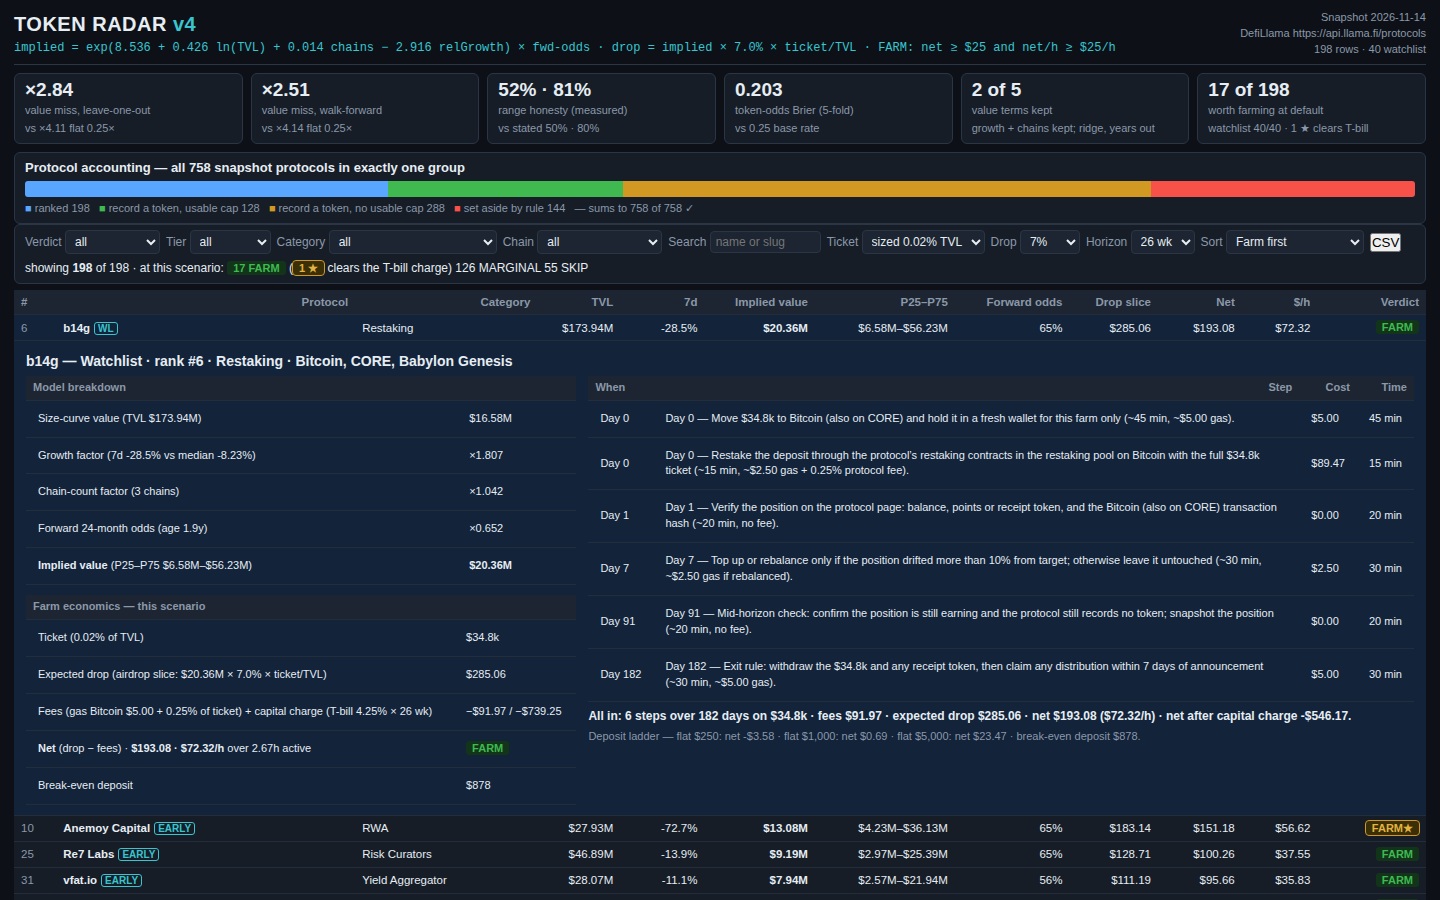 TOKEN RADAR v4
implied = exp(8.536 + 0.426 ln(TVL) + 0.014 chains − 2.916 relGrowth) × fwd-odds · drop = implied × 7.0% × ticket/TVL · FARM: net ≥ $25 and net/h ≥ $25/h
Snapshot 2026-11-14
DefiLlama https://api.llama.fi/protocols
198 rows · 40 watchlist
×2.84
value miss, leave-one-out
vs ×4.11 flat 0.25×
×2.51
value miss, walk-forward
vs ×4.14 flat 0.25×
52% · 81%
range honesty (measured)
vs stated 50% · 80%
0.203
token-odds Brier (5-fold)
vs 0.25 base rate
2 of 5
value terms kept
growth + chains kept; ridge, years out
17 of 198
worth farming at default
watchlist 40/40 · 1 ★ clears T-bill
Protocol accounting — all 758 snapshot protocols in exactly one group
■ ranked 198 ■ record a token, usable cap 128 ■ record a token, no usable cap 288 ■ set aside by rule 144 — sums to 758 of 758 ✓
Verdict all Tier all Category all Chain all Search name or slug Ticket sized 0.02% TVL Drop 7% Horizon 26 wk Sort Farm first CSV
showing 198 of 198 · at this scenario: 17 FARM (1 ★ clears the T-bill charge) 126 MARGINAL 55 SKIP
# Protocol Category TVL 7d Implied value P25–P75 Forward odds Drop slice Net $/h Verdict
6 b14g WL Restaking $173.94M -28.5% $20.36M $6.58M–$56.23M 65% $285.06 $193.08 $72.32 FARM
b14g — Watchlist · rank #6 · Restaking · Bitcoin, CORE, Babylon Genesis
Model breakdown
Size-curve value (TVL $173.94M) $16.58M
Growth factor (7d -28.5% vs median -8.23%) ×1.807
Chain-count factor (3 chains) ×1.042
Forward 24-month odds (age 1.9y) ×0.652
Implied value (P25–P75 $6.58M–$56.23M) $20.36M
Farm economics — this scenario
Ticket (0.02% of TVL) $34.8k
Expected drop (airdrop slice: $20.36M × 7.0% × ticket/TVL) $285.06
Fees (gas Bitcoin $5.00 + 0.25% of ticket) + capital charge (T-bill 4.25% × 26 wk) −$91.97 / −$739.25
Net (drop − fees) · $193.08 · $72.32/h over 2.67h active FARM
Break-even deposit $878
When Step Cost Time
Day 0 Day 0 — Move $34.8k to Bitcoin (also on CORE) and hold it in a fresh wallet for this farm only (~45 min, ~$5.00 gas). $5.00 45 min
Day 0 Day 0 — Restake the deposit through the protocol's restaking contracts in the restaking pool on Bitcoin with the full $34.8k
ticket (~15 min, ~$2.50 gas + 0.25% protocol fee). $89.47 15 min
Day 1 Day 1 — Verify the position on the protocol page: balance, points or receipt token, and the Bitcoin (also on CORE) transaction
hash (~20 min, no fee). $0.00 20 min
Day 7 Day 7 — Top up or rebalance only if the position drifted more than 10% from target; otherwise leave it untouched (~30 min,
~$2.50 gas if rebalanced). $2.50 30 min
Day 91 Day 91 — Mid-horizon check: confirm the position is still earning and the protocol still records no token; snapshot the position
(~20 min, no fee). $0.00 20 min
Day 182 Day 182 — Exit rule: withdraw the $34.8k and any receipt token, then claim any distribution within 7 days of announcement
(~30 min, ~$5.00 gas). $5.00 30 min
All in: 6 steps over 182 days on $34.8k · fees $91.97 · expected drop $285.06 · net $193.08 ($72.32/h) · net after capital charge -$546.17.
Deposit ladder — flat $250: net -$3.58 · flat $1,000: net $0.69 · flat $5,000: net $23.47 · break-even deposit $878.
10 Anemoy Capital EARLY RWA $27.93M -72.7% $13.08M $4.23M–$36.13M 65% $183.14 $151.18 $56.62 FARM★
25 Re7 Labs EARLY Risk Curators $46.89M -13.9% $9.19M $2.97M–$25.39M 65% $128.71 $100.26 $37.55 FARM
31 vfat.io EARLY Yield Aggregator $28.07M -11.1% $7.94M $2.57M–$21.94M 56% $111.19 $95.66 $35.83 FARM